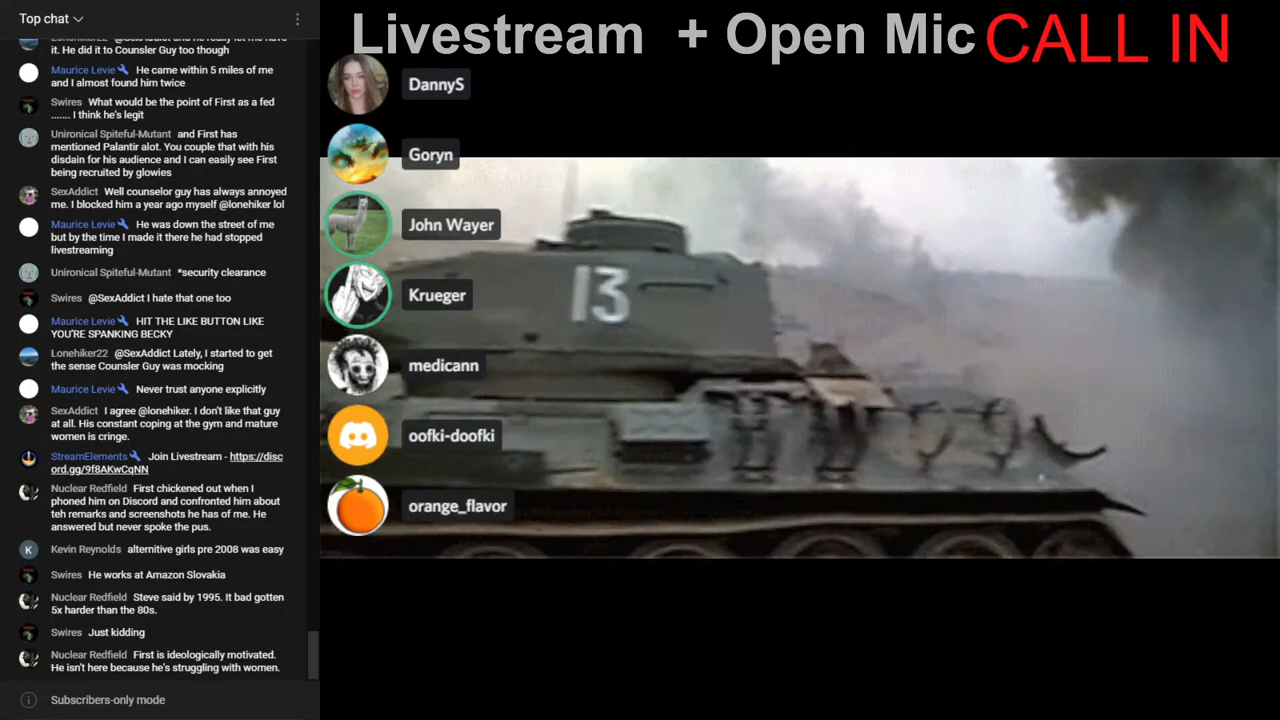 Top chat
@SexAddict and he really let me have
it. He did it to Counsler Guy too though
Maurice Levie He came within 5 miles of me
and I almost found him twice
Swires What would be the point of First as a fed
....... I think he's legit
Unironical Spiteful-Mutant and First has
mentioned Palantir alot. You couple that with his
disdain for his audience and I can easily see First
being recruited by glowies
SexAddict Well counselor guy has always annoyed
me. I blocked him a year ago myself @lonehiker lol
Maurice Levie He was down the street of me
but by the time I made it there he had stopped
livestreaming
Unironical Spiteful-Mutant *security clearance
Swires @SexAddict I hate that one too
Maurice Levie HIT THE LIKE BUTTON LIKE
YOU'RE SPANKING BECKY
Lonehiker22 @SexAddict Lately, I started to get
the sense Counsler Guy was mocking
Maurice Levie Never trust anyone explicitly
SexAddict I agree @lonehiker. I don't like that guy
at all. His constant coping at the gym and mature
women is cringe.
StreamElements Join Livestream - https://disc
ord.gg/9f8AKwCqNN
Nuclear Redfield First chickened out when I
phoned him on Discord and confronted him about
teh remarks and screenshots he has of me. He
answered but never spoke the pus.
K Kevin Reynolds alternitive girls pre 2008 was easy
Swires He works at Amazon Slovakia
Nuclear Redfield Steve said by 1995. It bad gotten
5x harder than the 80s.
Swires Just kidding
Nuclear Redfield First is ideologically motivated.
He isn't here because he's struggling with women.
Subscribers-only mode
Livestream + Open Mic CALL IN
DannyS
Goryn
John Wayer
Krueger
medicann
oofki-doofki
orange_flavor
13